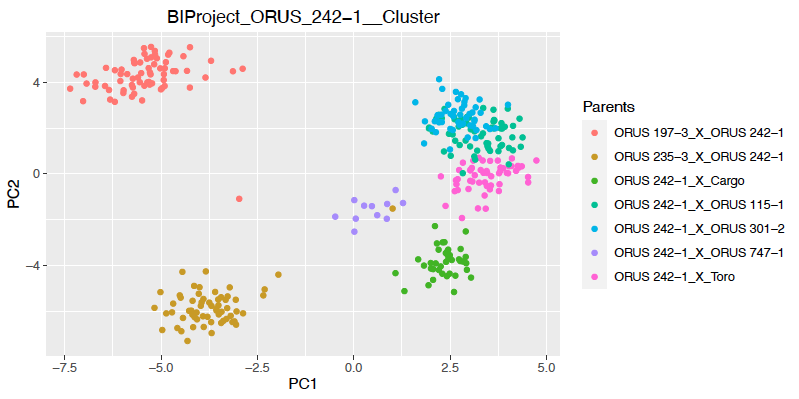 BIProject_ORUS_242−1__Cluster
PC2
4
0
−4
−7.5
−5.0
−2.5
0.0
2.5
5.0
PC1
Parents
ORUS 197−3_X_ORUS 242−1
ORUS 235−3_X_ORUS 242−1
ORUS 242−1_X_Cargo
ORUS 242−1_X_ORUS 115−1
ORUS 242−1_X_ORUS 301−2
ORUS 242−1_X_ORUS 747−1
ORUS 242−1_X_Toro